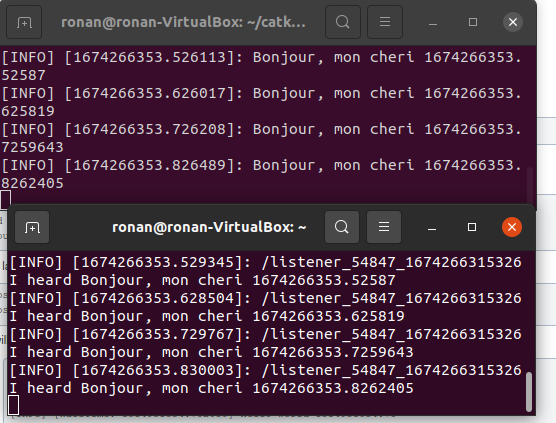 ronan@ronan-VirtualBox: ~/catk...
[INFO] [1674266353.526113]: Bonjour, mon cheri 1674266353.
52587
[INFO] [1674266353.626017]: Bonjour, mon cheri 1674266353.
625819
[INFO] [1674266353.726208]: Bonjour, mon cheri 1674266353.
7259643
[INFO] [1674266353.826489]: Bonjour, mon cheri 1674266353.
8262405
ronan@ronan-VirtualBox: ~
[INFO] [1674266353.529345]: /listener_54847_1674266315326
I heard Bonjour, mon cheri 1674266353.52587
[INFO] [1674266353.628504]: /listener_54847_1674266315326
I heard Bonjour, mon cheri 1674266353.625819
[INFO] [1674266353.729767]: /listener_54847_1674266315326
I heard Bonjour, mon cheri 1674266353.7259643
[INFO] [1674266353.830003]: /listener_54847_1674266315326
I heard Bonjour, mon cheri 1674266353.8262405